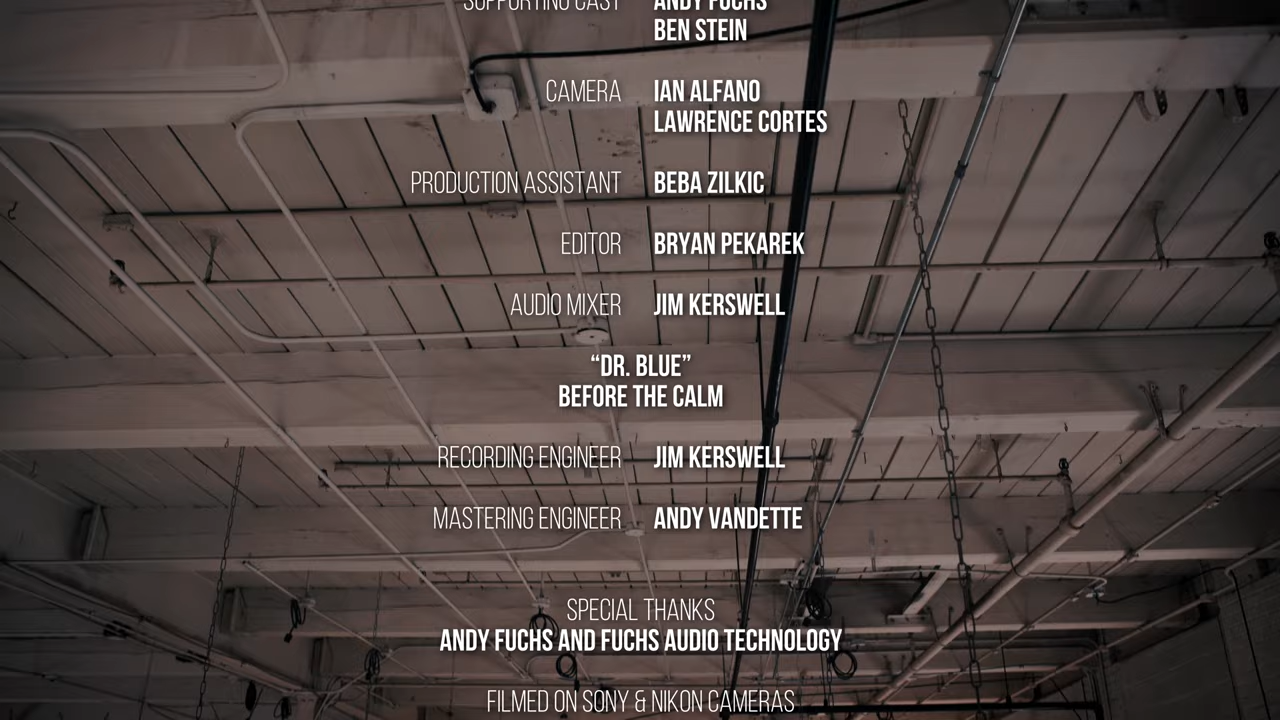 SUPPORTING CAST ANDY FUCHS
BEN STEIN
CAMERA IAN ALFANO
LAWRENCE CORTES
PRODUCTION ASSISTANT BEBA ZILKIC
EDITOR BRYAN PEKAREK
AUDIO MIXER JIM KERSWELL
“DR. BLUE”
BEFORE THE CALM
RECORDING ENGINEER JIM KERSWELL
MASTERING ENGINEER ANDY VANDETTE
SPECIAL THANKS
ANDY FUCHS AND FUCHS AUDIO TECHNOLOGY
FILMED ON SONY & NIKON CAMERAS